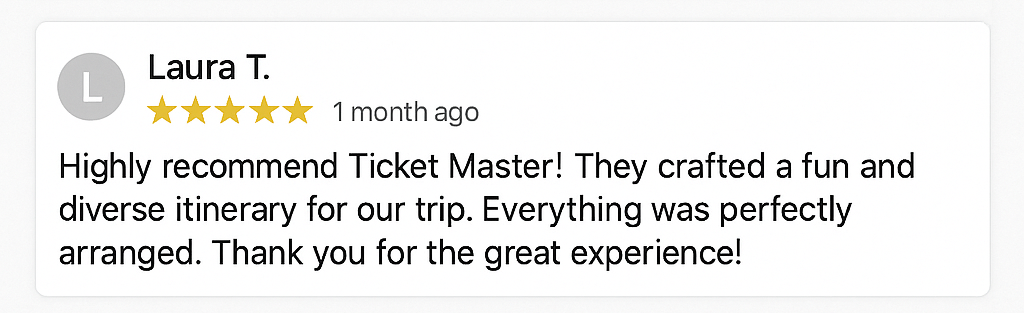 L
Laura T.
★★★★★ 1 month ago
Highly recommend Ticket Master! They crafted a fun and
diverse itinerary for our trip. Everything was perfectly
arranged. Thank you for the great experience!